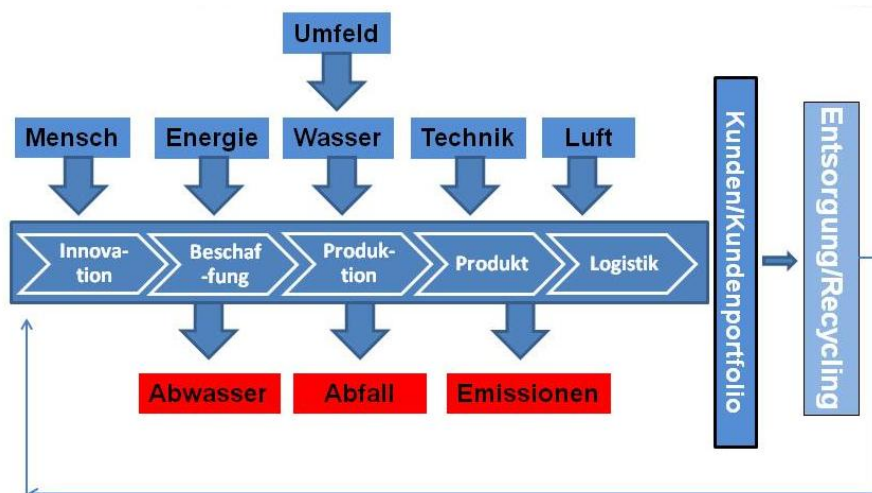 Umfeld
Mensch
Energie
Wasser
Technik
Luft
Innova-
tion
Beschaf
-fung
Produk-
tion
Produkt
Logistik
Abwasser
Abfall
Emissionen
Kunden/Kundenportfolio
Entsorgung/Recycling